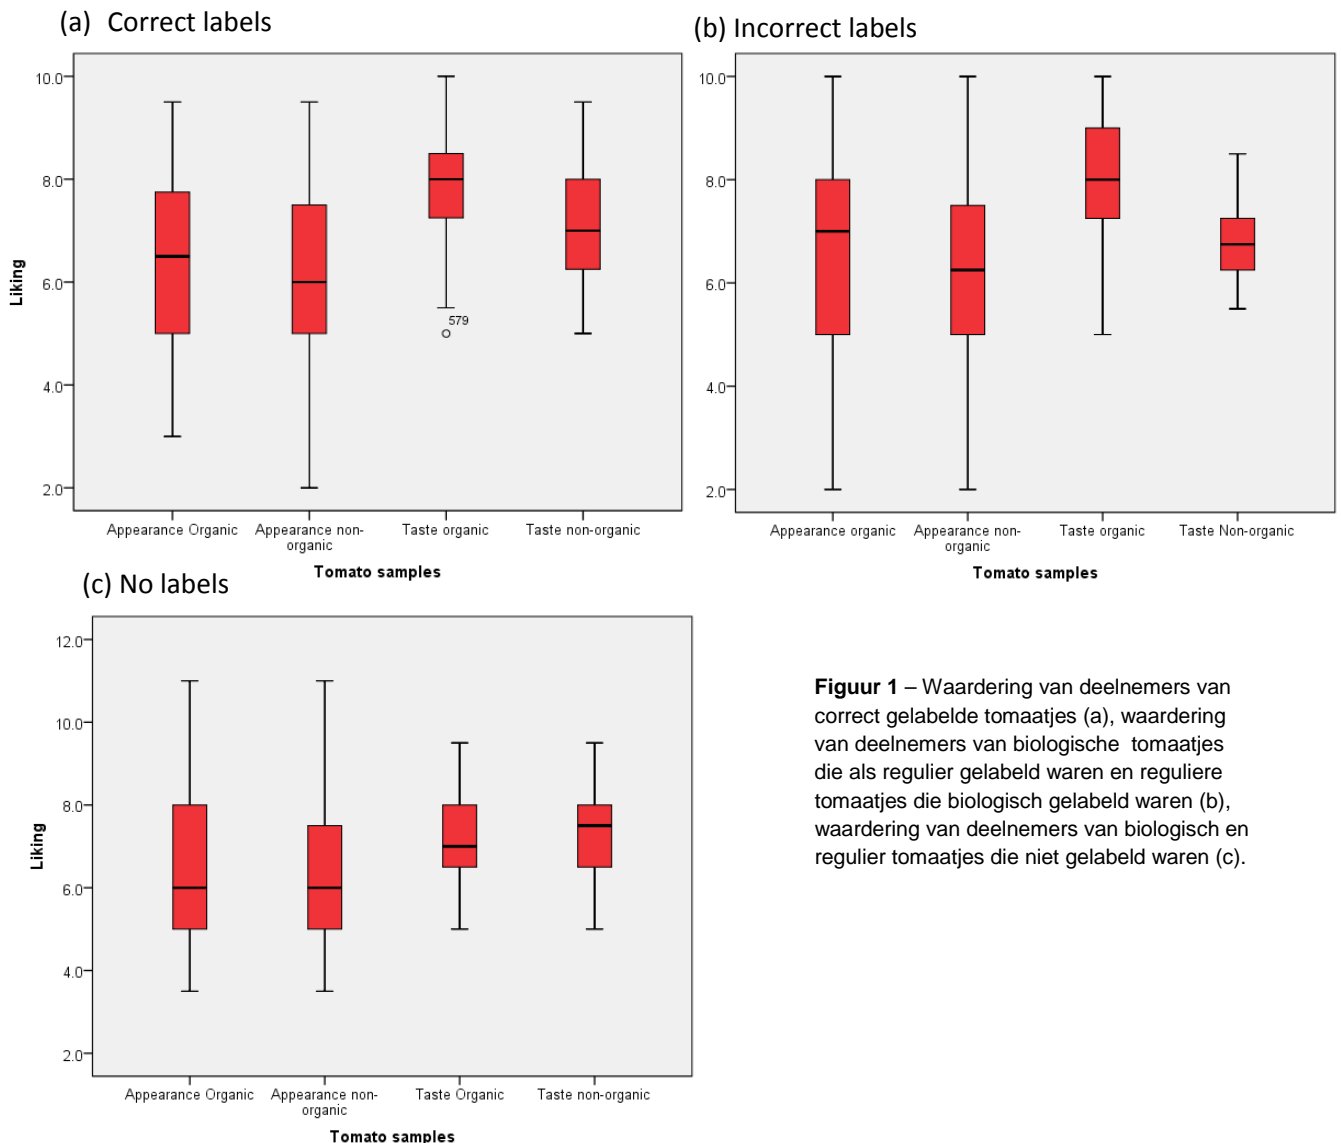 (a) Correct labels
10.0
8.0
6.0
4.0
2.0
Liking
579
Appearance Organic
Appearance non-
organic
Taste organic
Taste non-organic
Tomato samples
(b) Incorrect labels
10.0
8.0
6.0
4.0
2.0
Appearance organic
Appearance non-
organic
Taste organic
Taste Non-organic
Tomato samples
(c) No labels
12.0
10.0
8.0
6.0
4.0
2.0
Liking
Appearance Organic
Appearance non-
organic
Taste Organic
Taste non-organic
Tomato samples
Figuur 1 – Waardering van deelnemers van
correct gelabelde tomaatjes (a), waardering
van deelnemers van biologische tomaatjes
die als regulier gelabeld waren en reguliere
tomaatjes die biologisch gelabeld waren (b),
waardering van deelnemers van biologisch en
regulier tomaatjes die niet gelabeld waren (c).